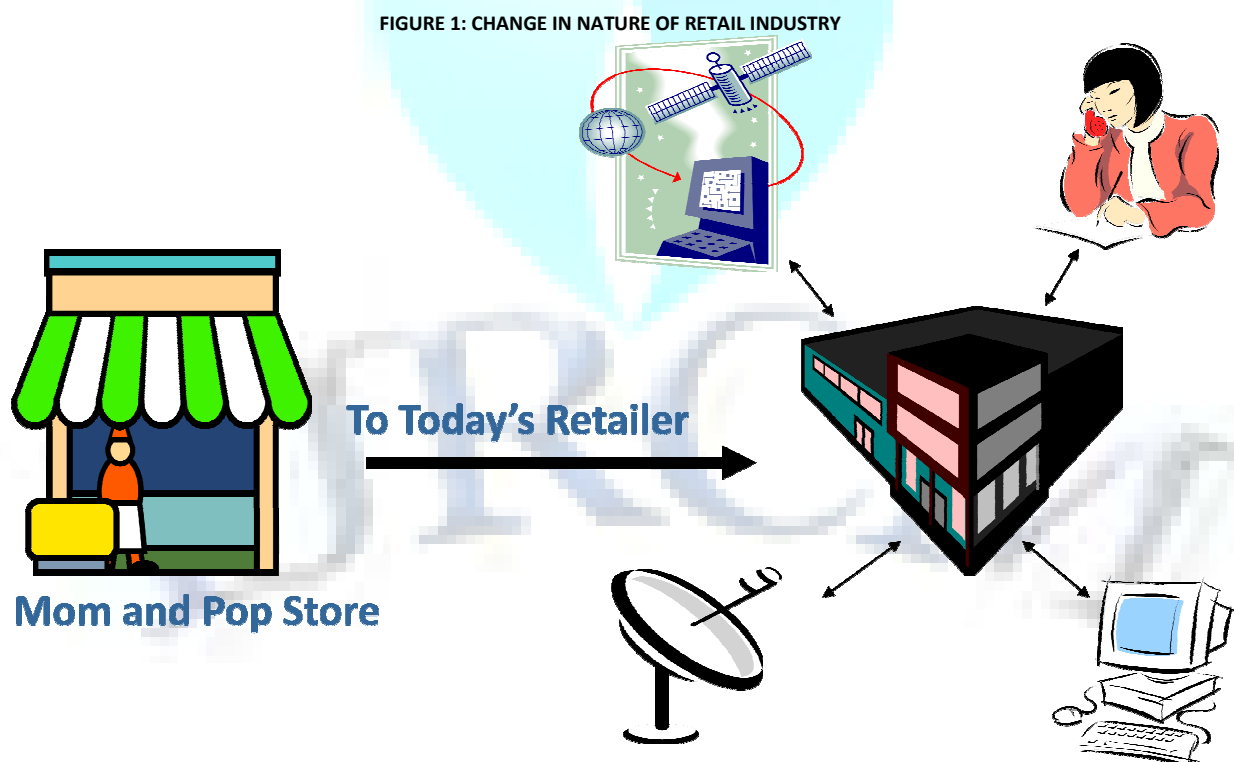 FIGURE 1: CHANGE IN NATURE OF RETAIL INDUSTRY
To Today's Retailer
Mom and Pop Store